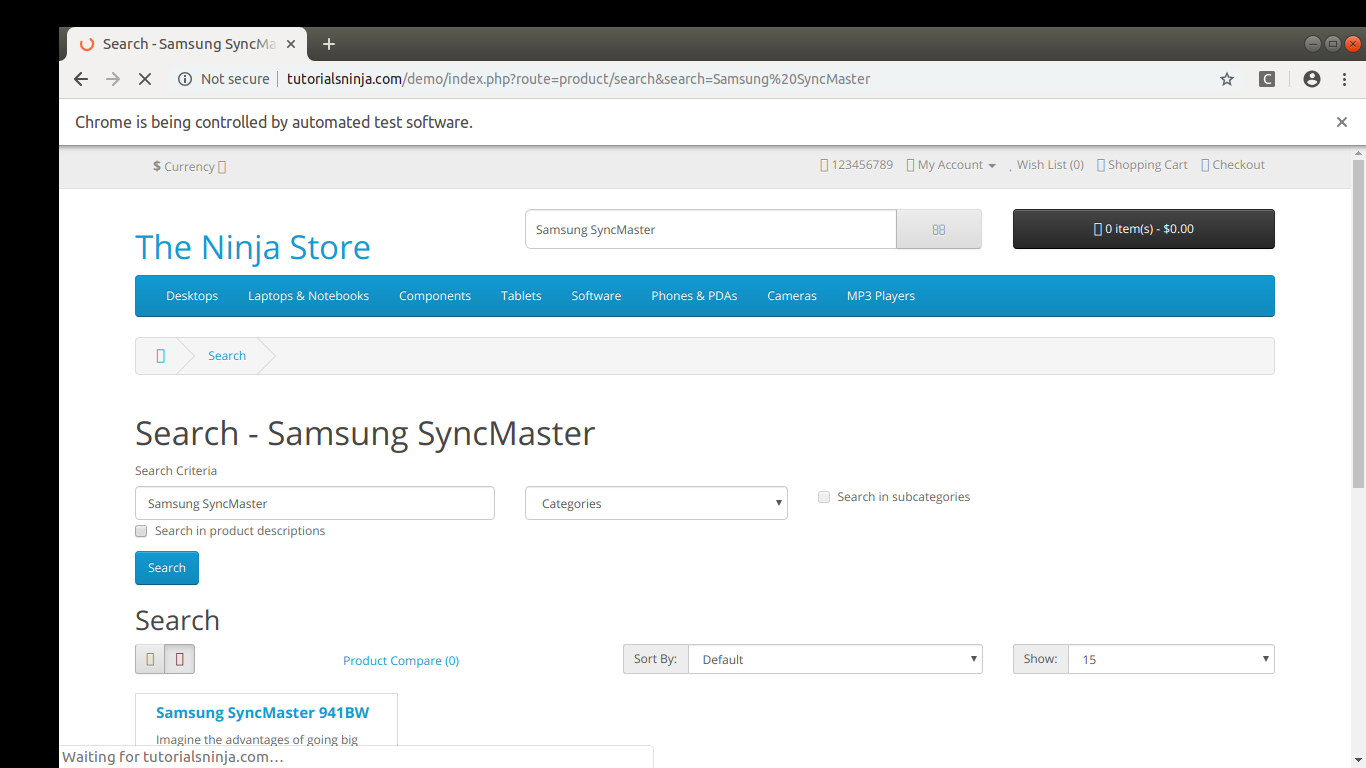 Search - Samsung SyncMa
Not secure | tutorialsninja.com/demo/index.php?route=product/search&search=Samsung%20SyncMaster
C
Chrome is being controlled by automated test software.
$ Currency
123456789 My Account Wish List (0) Shopping Cart Checkout
The Ninja Store
Samsung SyncMaster
0 item(s) - $0.00
Desktops Laptops & Notebooks Components Tablets Software Phones & PDAs Cameras MP3 Players
Search
Search - Samsung SyncMaster
Search Criteria
Samsung SyncMaster Categories Search in subcategories
Search in product descriptions
Search
Search
Product Compare (0) Sort By: Default Show: 15
Samsung SyncMaster 941BW
Imagine the advantages of going big
Waiting for tutorialsninja.com…